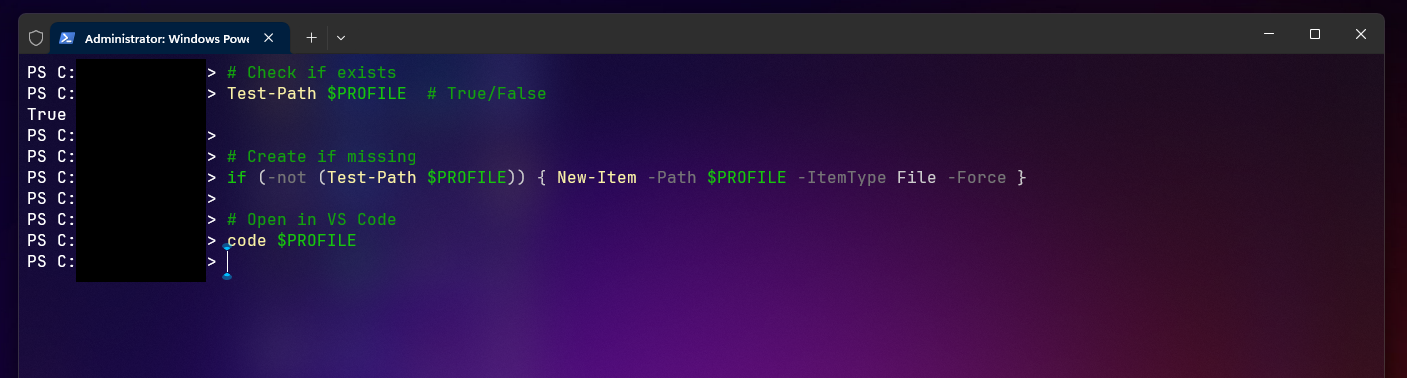 Administrator: Windows Powe
PS C: > # Check if exists
PS C: > Test-Path $PROFILE  # True/False
True
PS C: >
PS C: > # Create if missing
PS C: > if (-not (Test-Path $PROFILE)) { New-Item -Path $PROFILE -ItemType File -Force }
PS C: >
PS C: > # Open in VS Code
PS C: > code $PROFILE
PS C: >